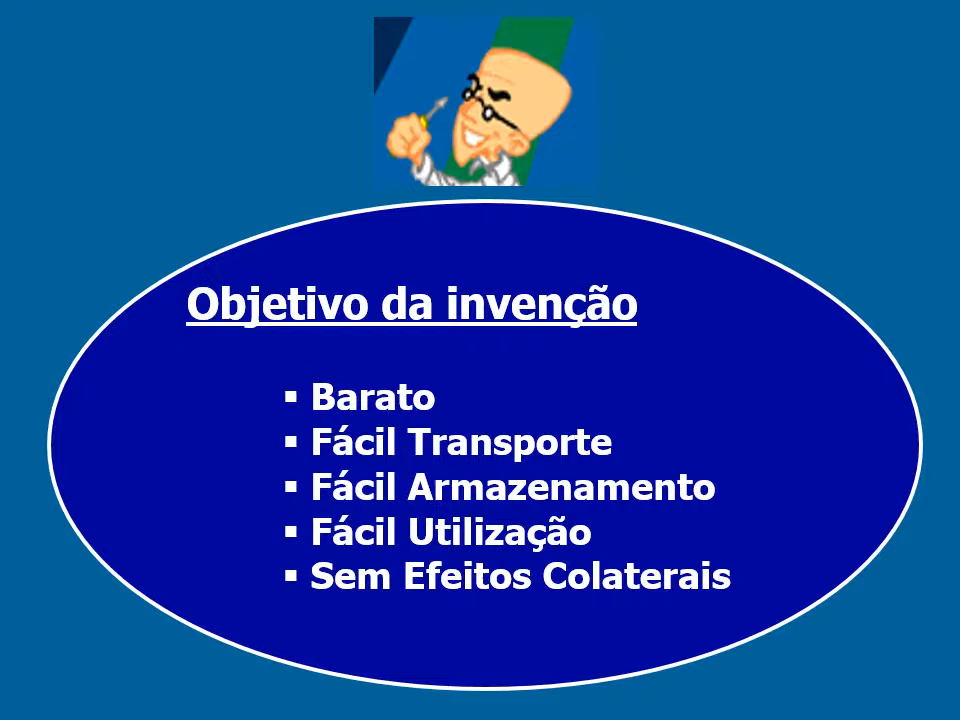 Objetivo da invenção
▪ Barato
▪ Fácil Transporte
▪ Fácil Armazenamento
▪ Fácil Utilização
▪ Sem Efeitos Colaterais